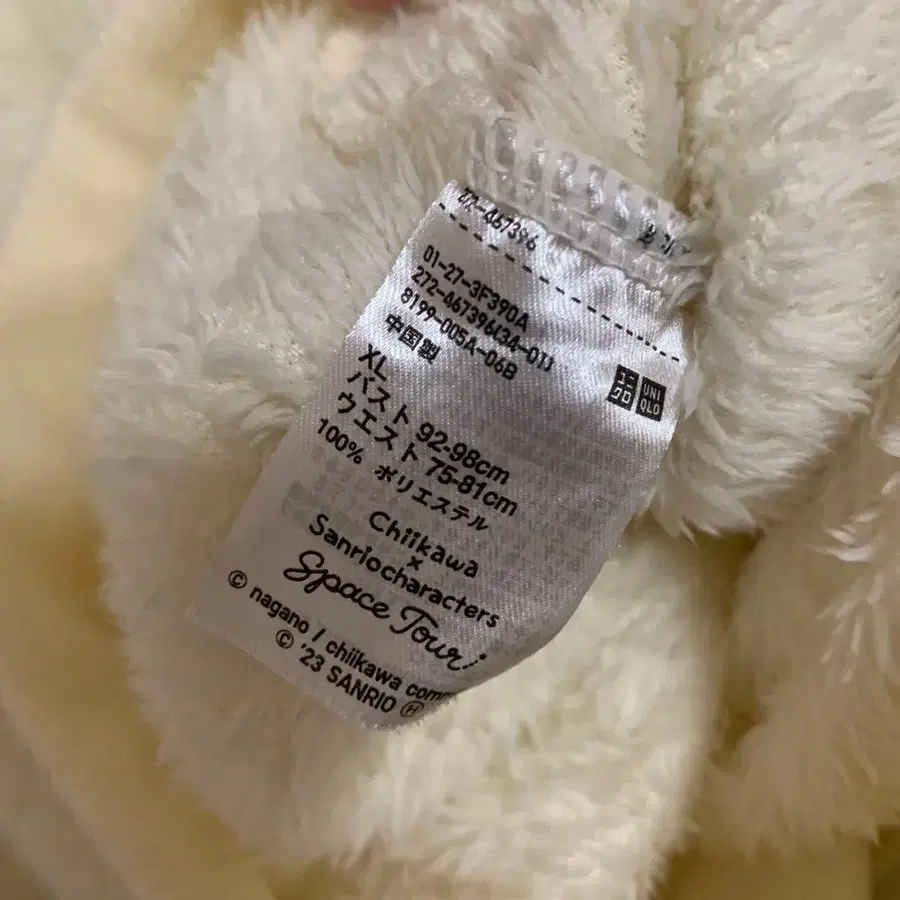 272-467396
01-27-3F390A
272-467396(34-01)
8199-005A-06B
中国製
ユニ
クロ
UNI
QLO
XL
バスト 92-98cm
ウエスト 75-81cm
100% ポリエステル
Chiikawa
×
Sanriocharacters
Space Tour!
© nagano / chiikawa
© '23 SANRIO Ⓗ